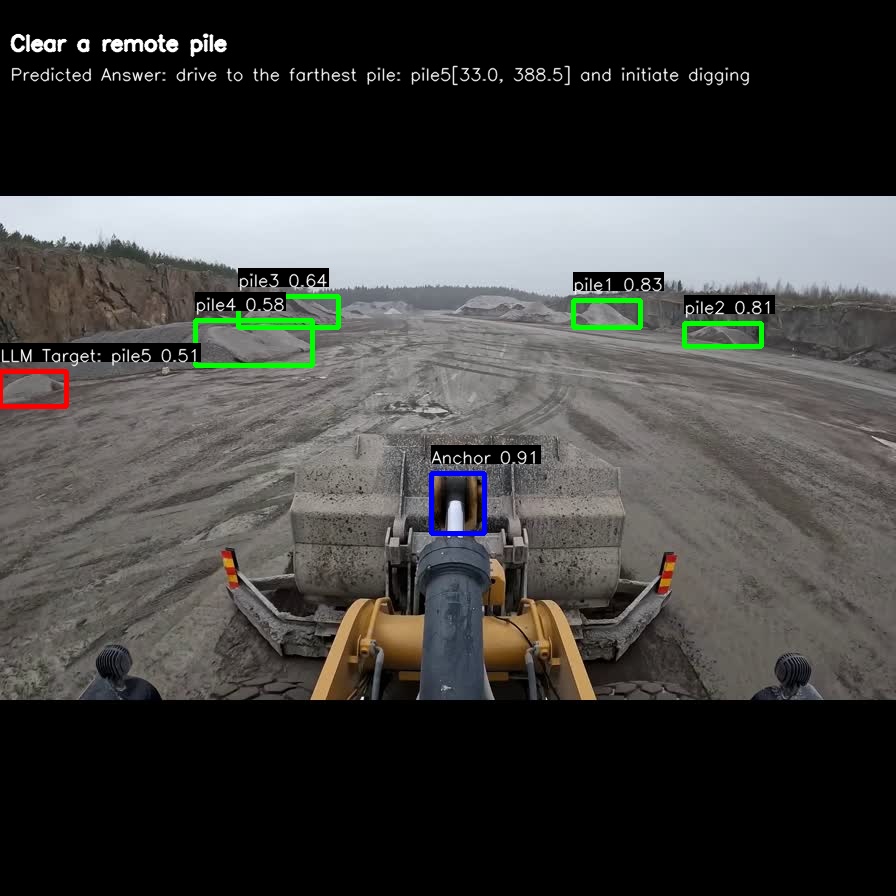 Clear a remote pile
Predicted Answer: drive to the farthest pile: pile5[33.0, 388.5] and initiate digging
pile3 0.64
pile1 0.83
pile4 0.58
pile2 0.81
LLM Target: pile5 0.51
Anchor 0.91